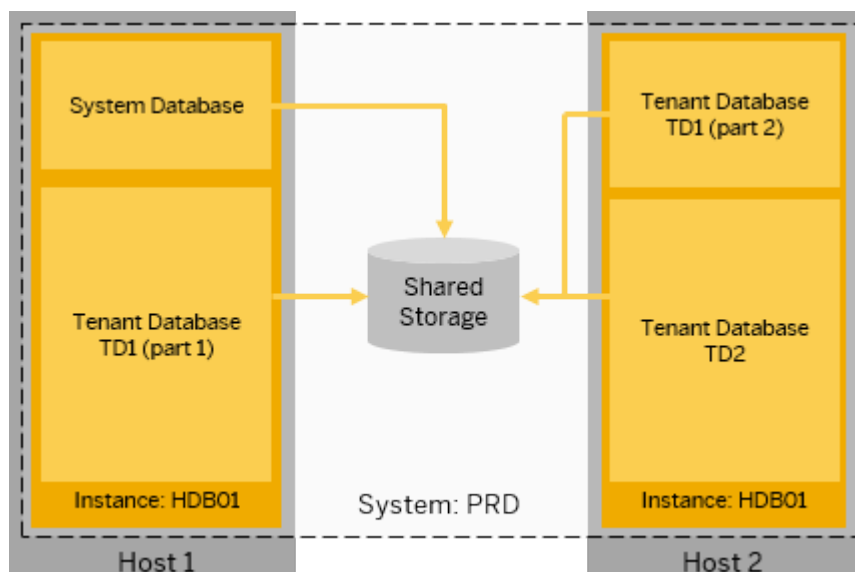 System Database
Tenant Database
TD1 (part 1)
Instance: HDB01
Host 1
Shared
Storage
System: PRD
Tenant Database
TD1 (part 2)
Tenant Database
TD2
Instance: HDB01
Host 2